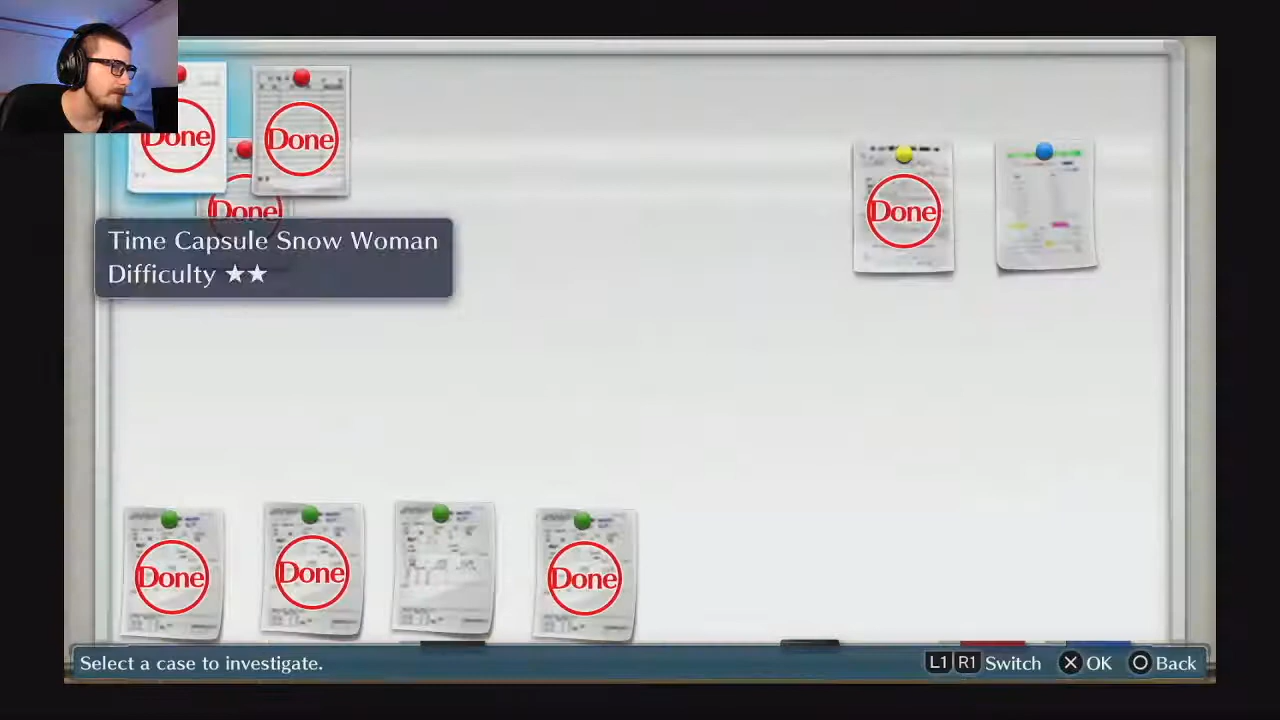 Done
Done
Done
Done
Time Capsule Snow Woman
Difficulty ★★
Done
Done
Done
Select a case to investigate.
L1 R1 Switch X OK O Back